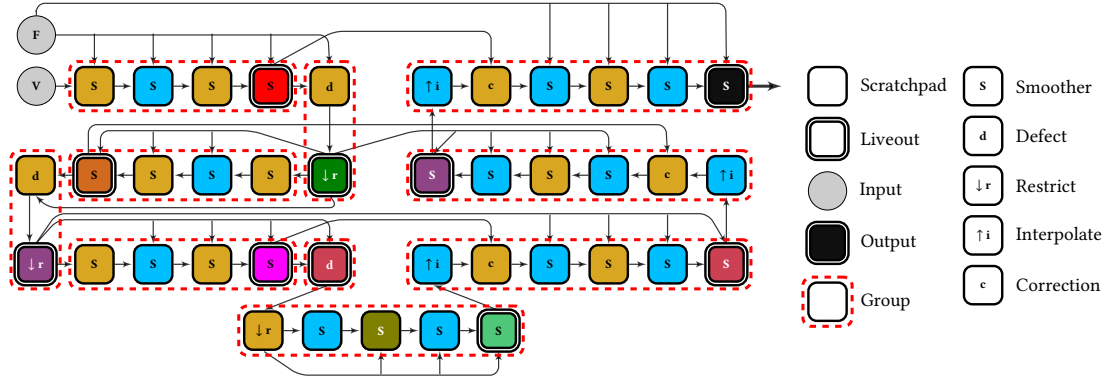 F
V
S S S S d
↑i c S S S S
d S S S S ↓r
S S S S c ↑i
↓r S S S S d
↑i c S S S S
↓r S S S S
Scratchpad
Liveout
Input
Output
Group
S Smoother
d Defect
↓r Restrict
↑i Interpolate
c Correction